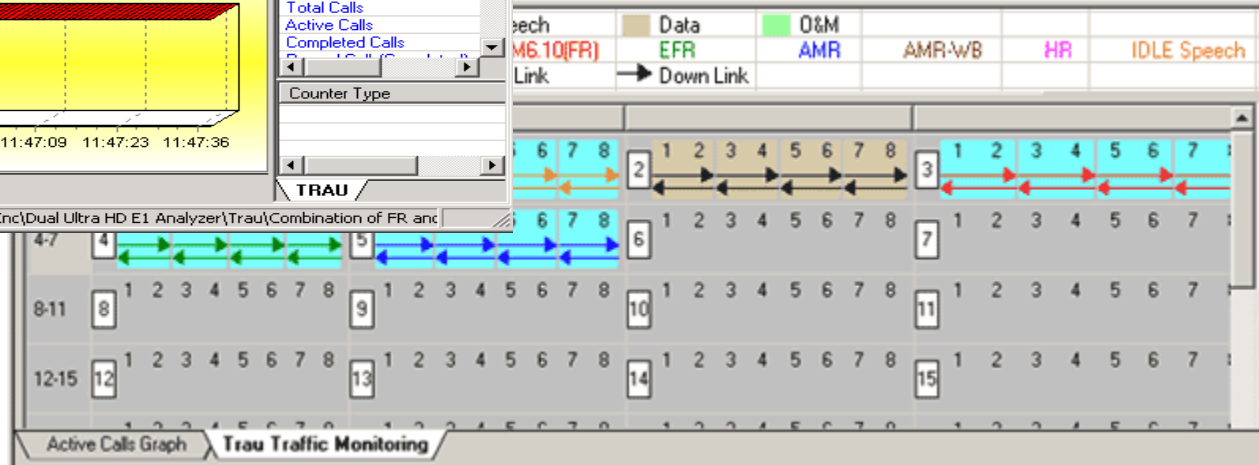 Total Calls
Active Calls
Completed Calls
Counter Type
11:47:09 11:47:23 11:47:36
TRAU
Inc\Dual Ultra HD E1 Analyzer\Trau\Combination of FR and
Data O&M
M6.10(FR) EFR AMR AMR-WB HR IDLE Speech
Link Down Link
6 7 8 2 1 2 3 4 5 6 7 8 3 1 2 3 4 5 6 7
4-7 4 5 6 7 8 6 1 2 3 4 5 6 7 8 7 1 2 3 4 5 6 7
8-11 8 1 2 3 4 5 6 7 8 9 1 2 3 4 5 6 7 8 10 1 2 3 4 5 6 7 8 11 1 2 3 4 5 6 7
12-15 12 1 2 3 4 5 6 7 8 13 1 2 3 4 5 6 7 8 14 1 2 3 4 5 6 7 8 15 1 2 3 4 5 6 7
Active Calls Graph Trau Traffic Monitoring